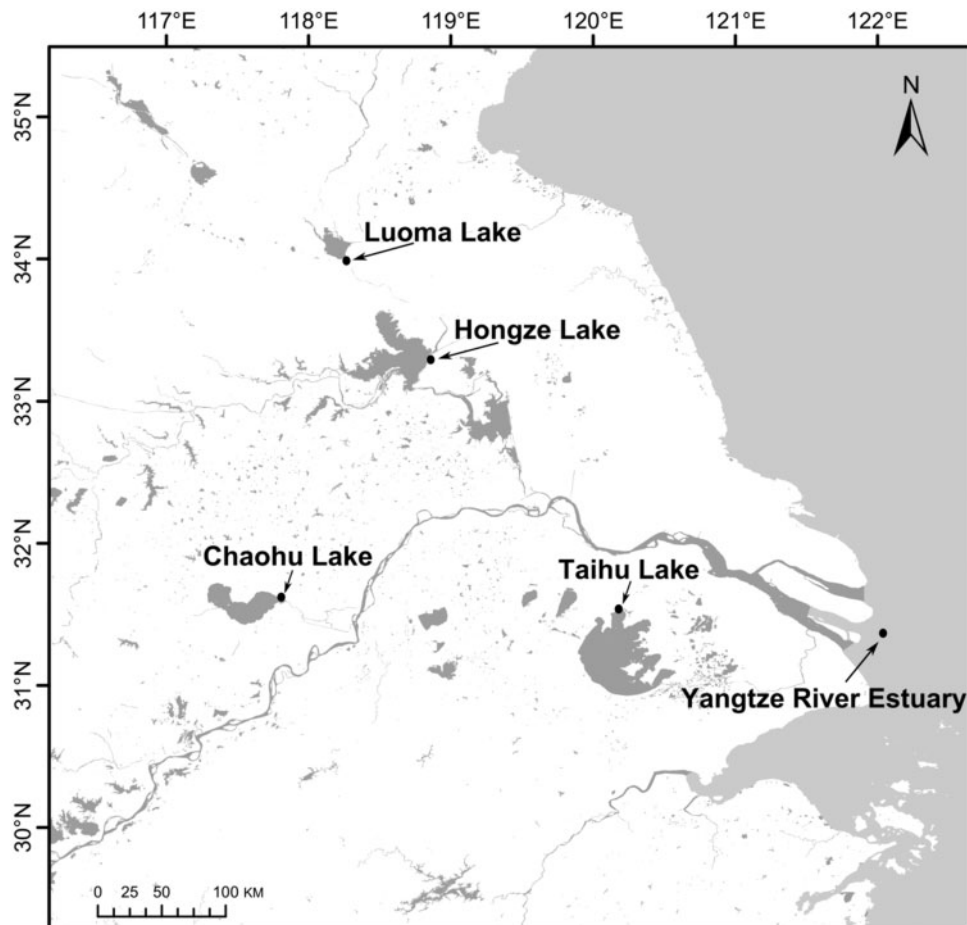 117°E 118°E 119°E 120°E 121°E 122°E
N
35°N
34°N
33°N
32°N
31°N
30°N
Luoma Lake
Hongze Lake
Chaohu Lake
Taihu Lake
Yangtze River Estuary
0 25 50 100 KM